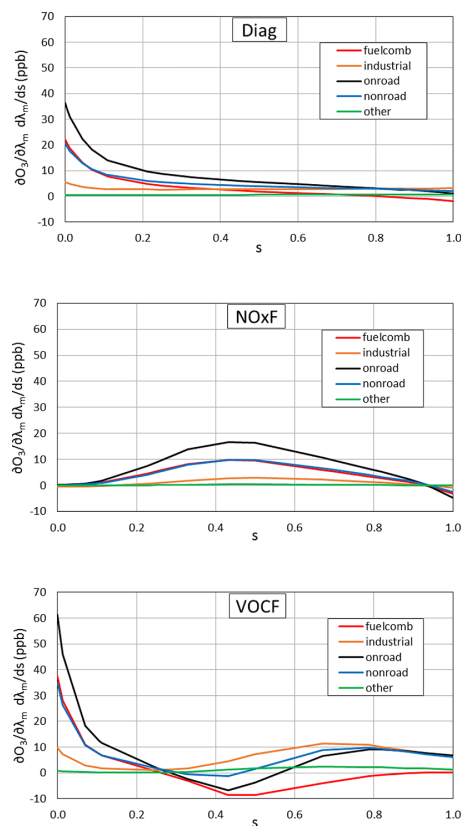 Diag
fuelcomb
industrial
onroad
nonroad
other
∂O3/∂λm dλm/ds (ppb)
70
60
50
40
30
20
10
0
-10
0.0 0.2 0.4 0.6 0.8 1.0
s
NOxF
fuelcomb
industrial
onroad
nonroad
other
∂O3/∂λm dλm/ds (ppb)
70
60
50
40
30
20
10
0
-10
0.0 0.2 0.4 0.6 0.8 1.0
s
VOCF
fuelcomb
industrial
onroad
nonroad
other
∂O3/∂λm dλm/ds (ppb)
70
60
50
40
30
20
10
0
-10
0.0 0.2 0.4 0.6 0.8 1.0
s